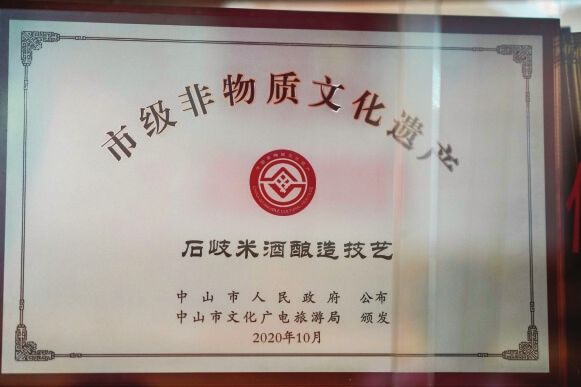 市级非物质文化遗产
石岐米酒酿造技艺
中山市人民政府 公布
中山市文化广电旅游局 颁发
2020年10月